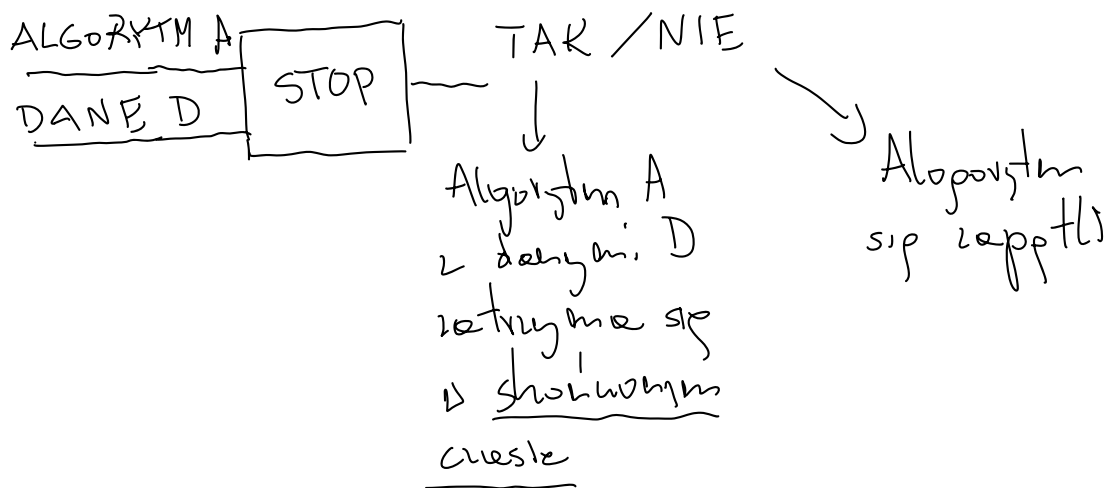 ALGORYTM A
DANE D
STOP
TAK / NIE
Algorytm A
z danymi D
zatrzyma się
w skończonym
czasie
Algorytm
się zapętli